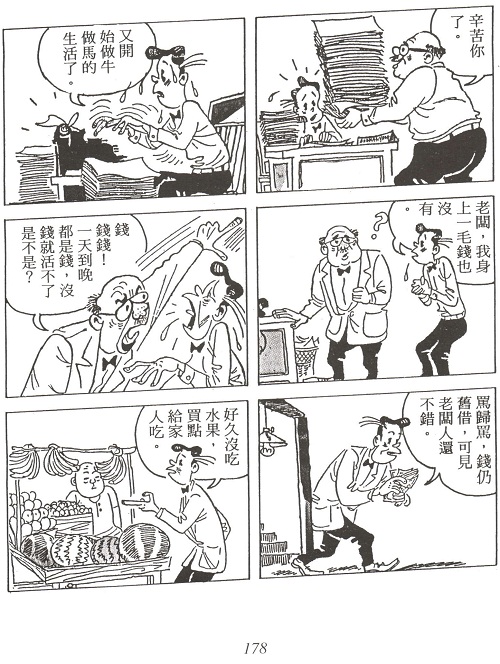 辛苦你
了。
又開
始做牛
做馬的
生活了。
老闆，我身
上一毛錢也
沒
有
?
錢
錢錢！
一天到晚
都是錢，沒
錢就活不了
是不是？
罵歸罵，錢仍
舊借，可見
老闆人還
不錯。
好久沒吃
水果，
買點
給家
人吃。
178